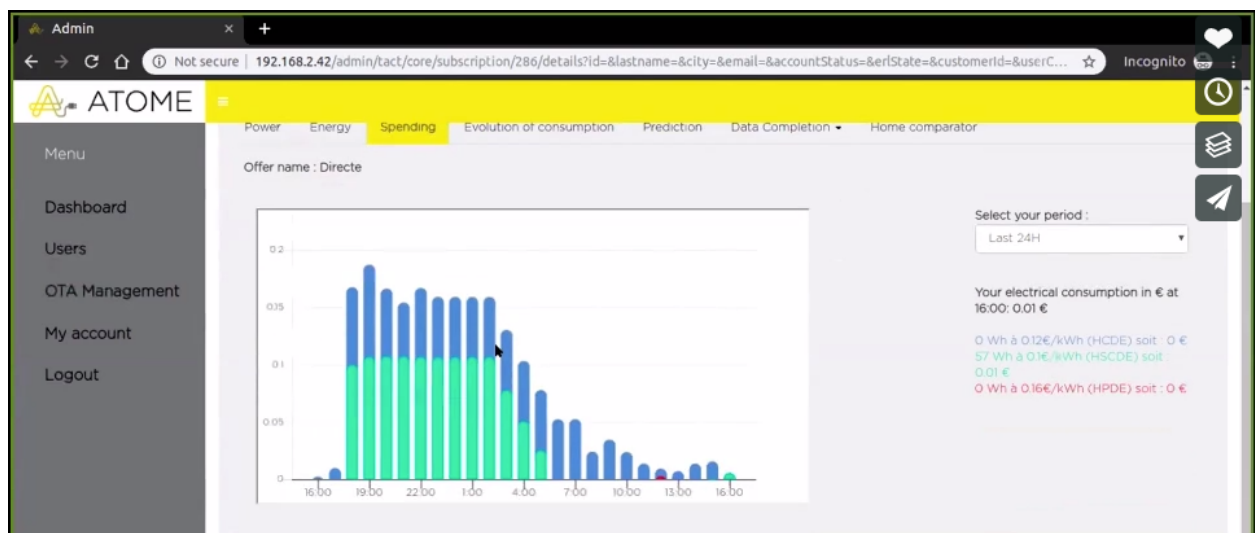 Admin
Not secure | 192.168.2.42/admin/tact/core/subscription/286/details?id=&lastname=&city=&email=&accountStatus=&erlState=&customerId=&userC...
Incognito
ATOME
Power Energy Spending Evolution of consumption Prediction Data Completion Home comparator
Menu
Offer name : Directe
Dashboard
Users
OTA Management
My account
Logout
0.2
0.15
0.1
0.05
0
16:00 19:00 22:00 1:00 4:00 7:00 10:00 13:00 16:00
Select your period :
Last 24H
Your electrical consumption in € at
16:00: 0.01 €
0 Wh à 0.12€/kWh (HCDE) soit : 0 €
57 Wh à 0.1€/kWh (HSCDE) soit :
0.01 €
0 Wh à 0.16€/kWh (HPDE) soit : 0 €